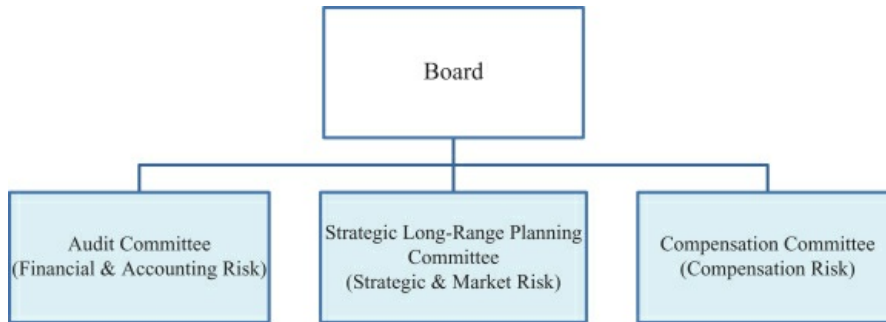 Board
Audit Committee
(Financial & Accounting Risk)
Strategic Long-Range Planning
Committee
(Strategic & Market Risk)
Compensation Committee
(Compensation Risk)